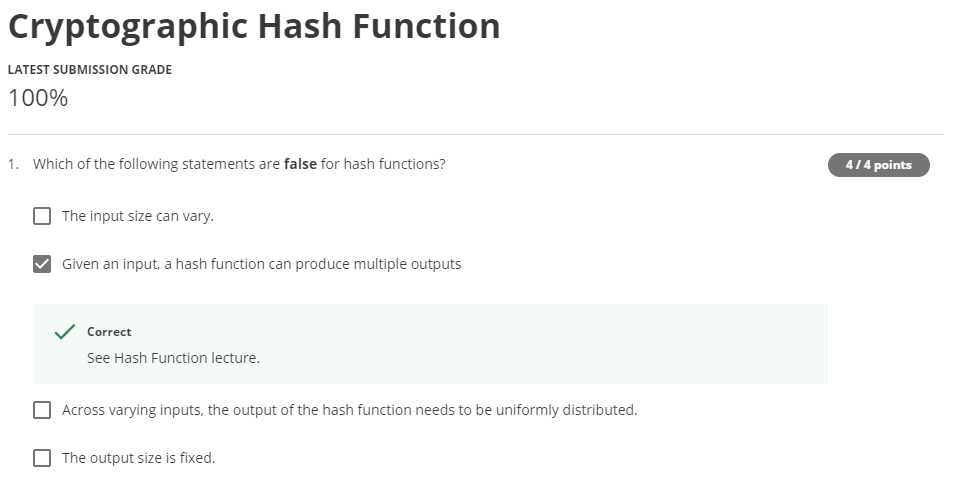 Cryptographic Hash Function
LATEST SUBMISSION GRADE
100%
1. Which of the following statements are false for hash functions?
4 / 4 points
The input size can vary.
Given an input, a hash function can produce multiple outputs
Correct
See Hash Function lecture.
Across varying inputs, the output of the hash function needs to be uniformly distributed.
The output size is fixed.